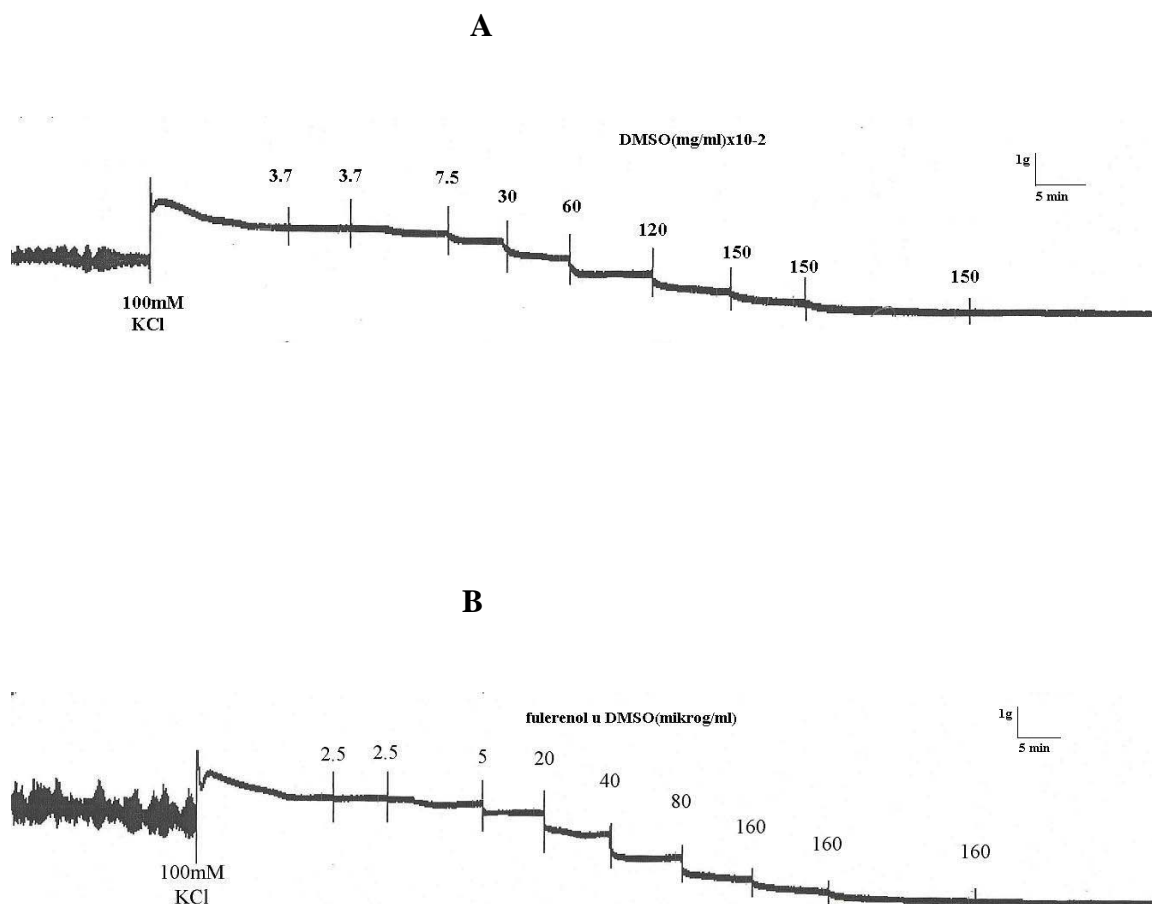 A
DMSO(mg/ml)x10-2
1g
5 min
3.7 3.7 7.5 30 60 120 150 150 150
100mM
KCl
B
fulerenol u DMSO(mikrog/ml)
1g
5 min
2.5 2.5 5 20 40 80 160 160 160
100mM
KCl